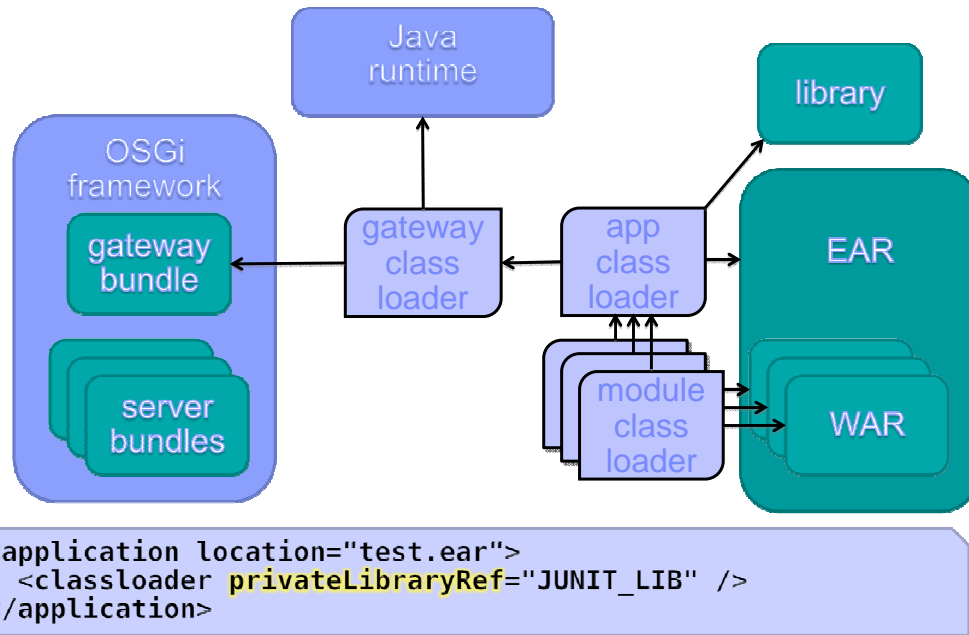 Java
runtime
library
OSGi
framework
gateway
bundle
gateway
class
loader
app
class
loader
EAR
server
bundles
module
class
loader
WAR
application location="test.ear">
<classloader privateLibraryRef="JUNIT_LIB" />
/application>